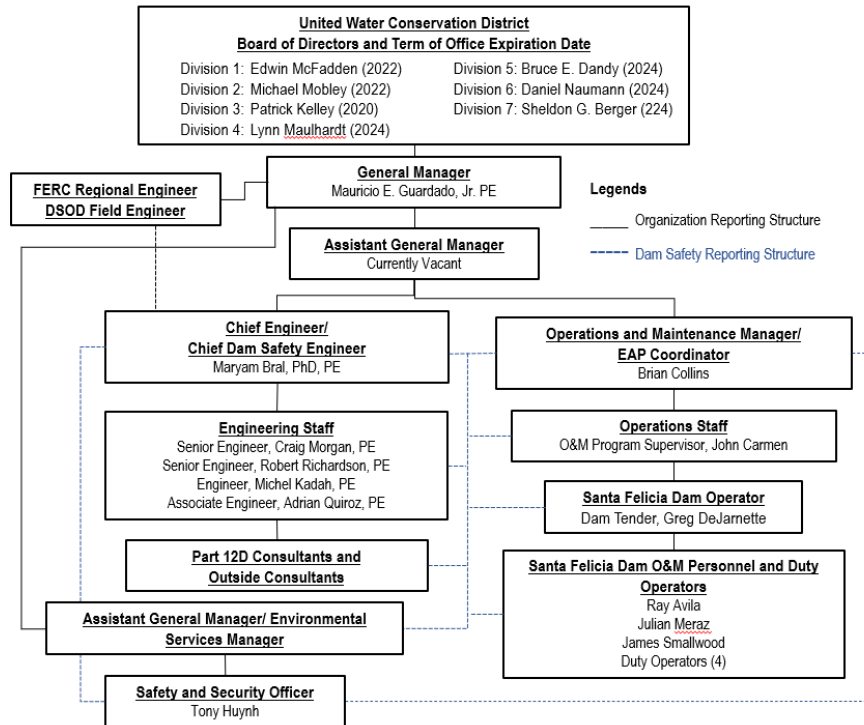 United Water Conservation District
Board of Directors and Term of Office Expiration Date
Division 1: Edwin McFadden (2022)
Division 2: Michael Mobley (2022)
Division 3: Patrick Kelley (2020)
Division 4: Lynn Maulhardt (2024)
Division 5: Bruce E. Dandy (2024)
Division 6: Daniel Naumann (2024)
Division 7: Sheldon G. Berger (224)
General Manager
Mauricio E. Guardado, Jr. PE
FERC Regional Engineer
DSOD Field Engineer
Legends
Organization Reporting Structure
Dam Safety Reporting Structure
Assistant General Manager
Currently Vacant
Chief Engineer/
Chief Dam Safety Engineer
Maryam Bral, PhD, PE
Operations and Maintenance Manager/
EAP Coordinator
Brian Collins
Engineering Staff
Senior Engineer, Craig Morgan, PE
Senior Engineer, Robert Richardson, PE
Engineer, Michel Kadah, PE
Associate Engineer, Adrian Quiroz, PE
Operations Staff
O&M Program Supervisor, John Carmen
Santa Felicia Dam Operator
Dam Tender, Greg DeJarnette
Part 12D Consultants and
Outside Consultants
Santa Felicia Dam O&M Personnel and Duty
Operators
Ray Avila
Julian Meraz
James Smallwood
Duty Operators (4)
Assistant General Manager/ Environmental
Services Manager
Safety and Security Officer
Tony Huynh